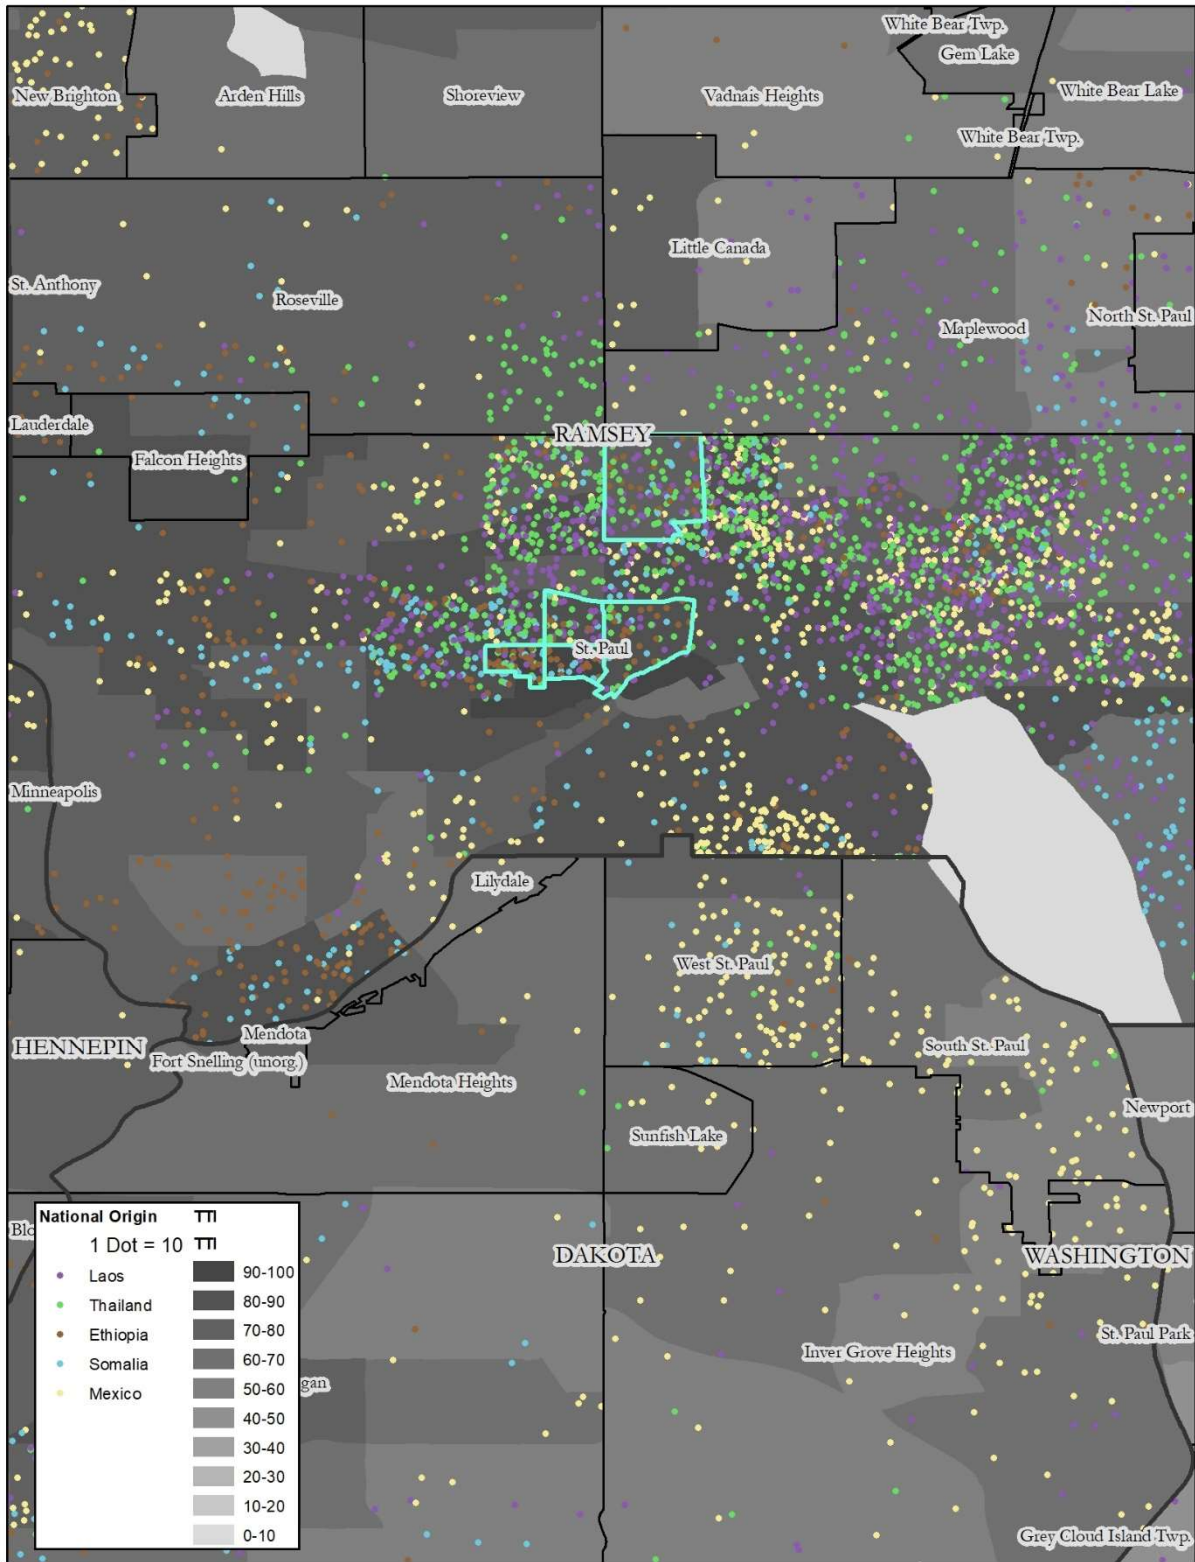 White Bear Twp.
Gem Lake
New Brighton
Arden Hills
Shoreview
Vadnais Heights
White Bear Lake
White Bear Twp.
Little Canada
St. Anthony
Roseville
Maplewood
North St. Paul
Lauderdale
RAMSEY
Falcon Heights
St. Paul
Minneapolis
Lilydale
West St. Paul
HENNEPIN
Mendota
Fort Snelling (unorg.)
South St. Paul
Mendota Heights
Newport
Sunfish Lake
Blo
DAKOTA
WASHINGTON
St. Paul Park
Inver Grove Heights
gan
Grey Cloud Island Twp.
National Origin
1 Dot = 10
Laos
Thailand
Ethiopia
Somalia
Mexico
TTI
TTI
90-100
80-90
70-80
60-70
50-60
40-50
30-40
20-30
10-20
0-10